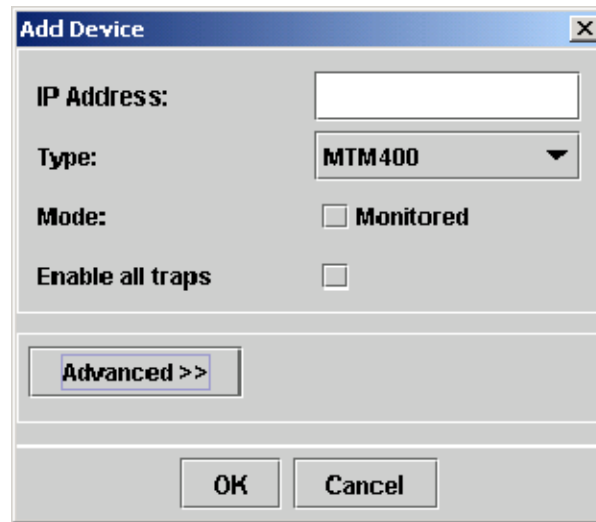 Add Device
IP Address:
Type: MTM400
Mode: Monitored
Enable all traps
Advanced >>
OK Cancel